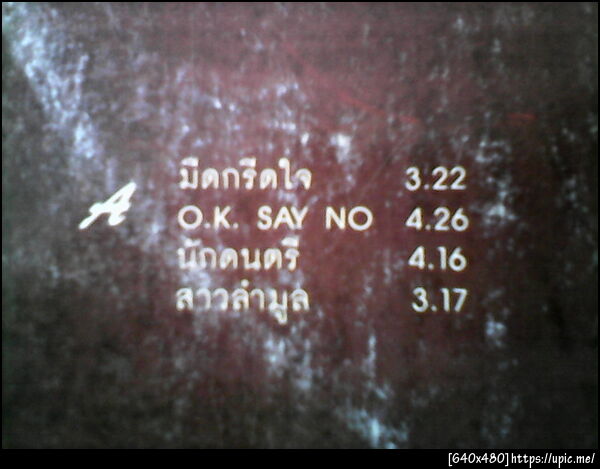 A
มีดกรีดใจ 3.22
O.K. SAY NO 4.26
นักดนตรี 4.16
สาวลำมูล 3.17
[640x480]https://upic.me/